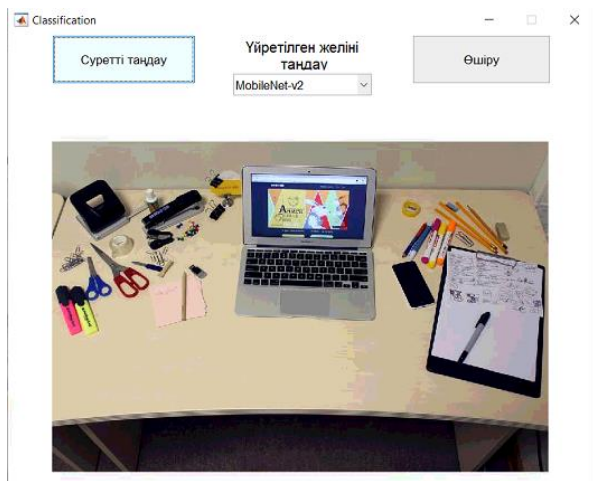 Classification
Суретті таңдау
Үйретілген желіні
таңдау
Өшіру
MobileNet-v2